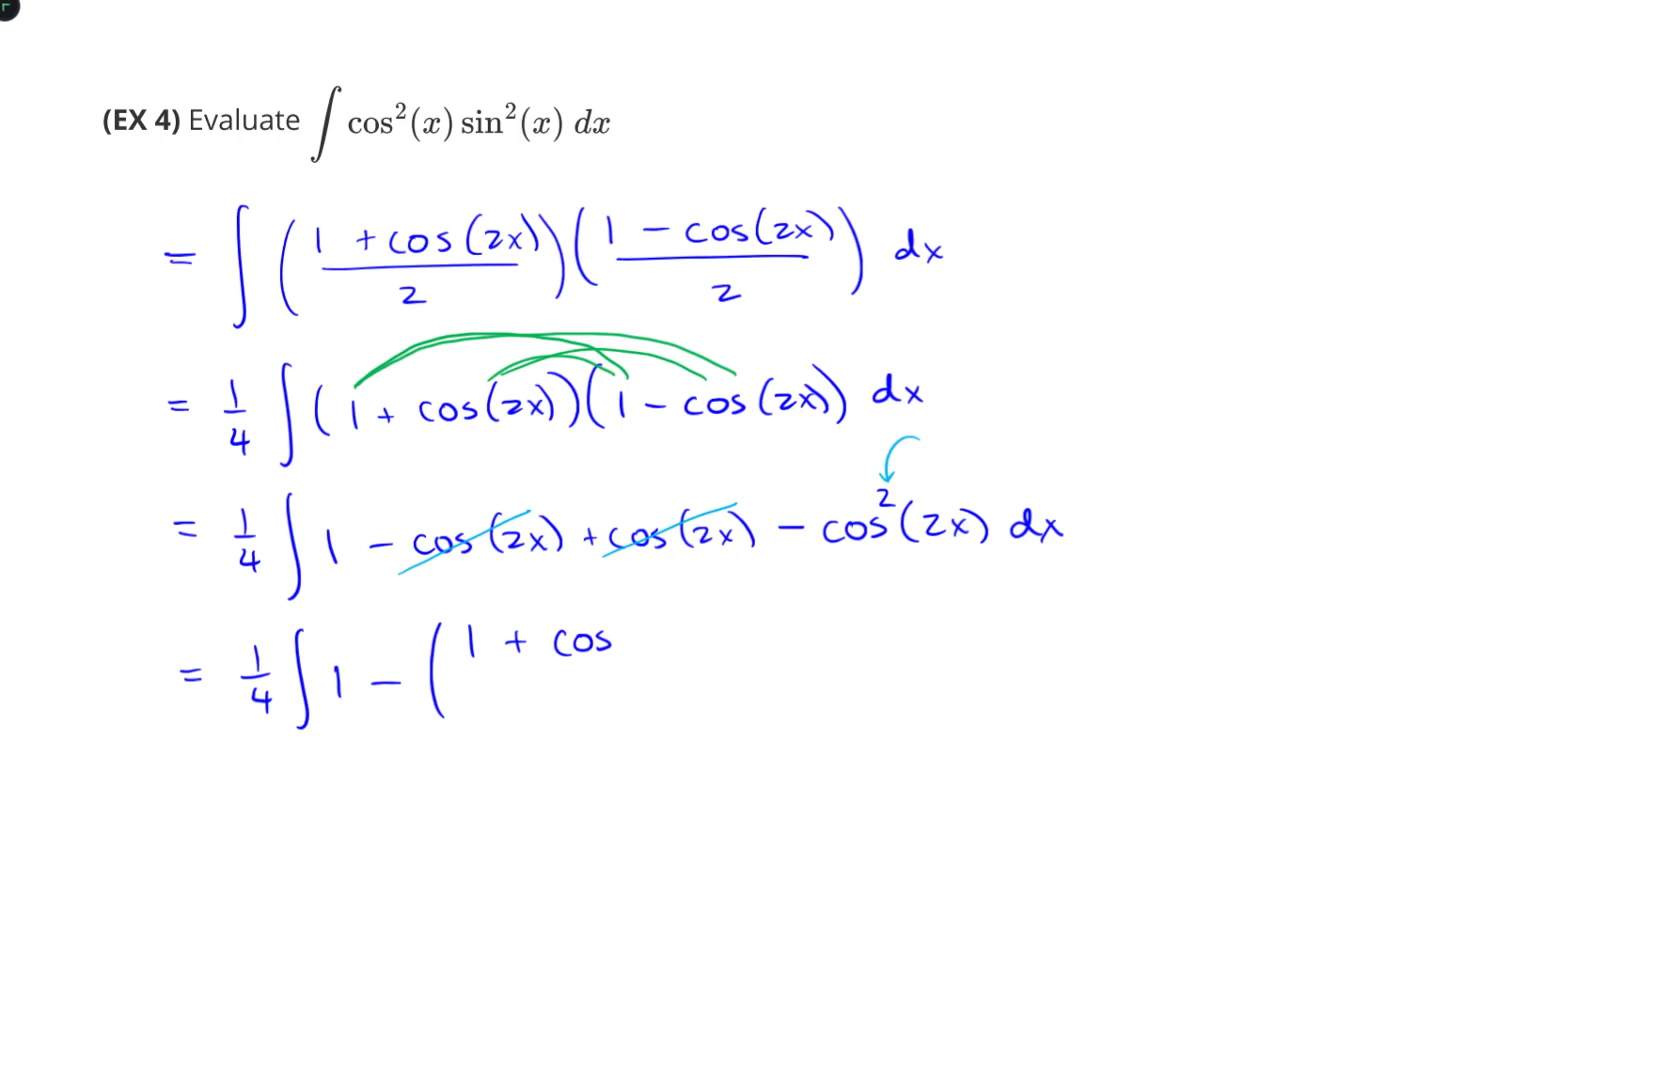 (EX 4) Evaluate ∫ cos²(x) sin²(x) dx
= ∫ ( (1 + cos(2x))/2 ) ( (1 − cos(2x))/2 ) dx
= 1/4 ∫ (1 + cos(2x)) (1 − cos(2x)) dx
= 1/4 ∫ 1 − cos(2x) + cos(2x) − cos²(2x) dx
= 1/4 ∫ 1 − ( 1 + cos